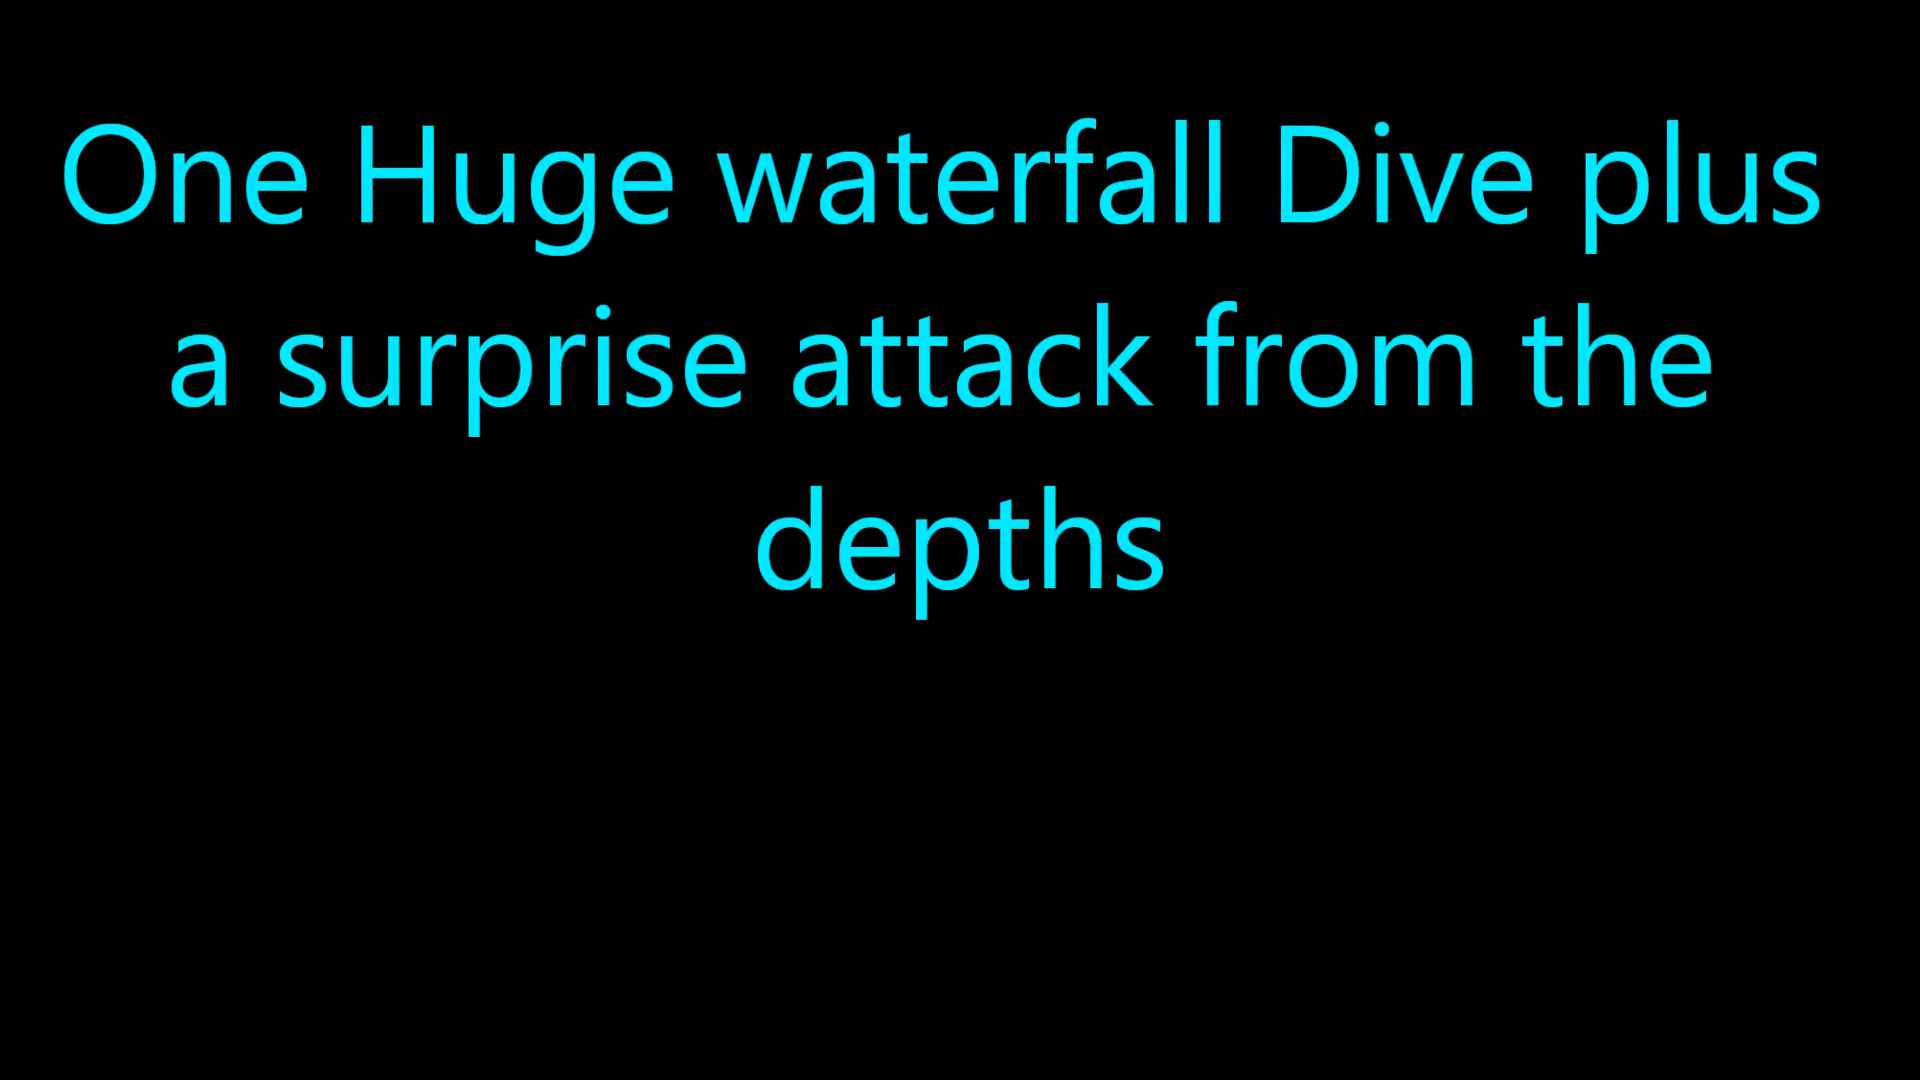 One Huge waterfall Dive plus
a surprise attack from the
depths